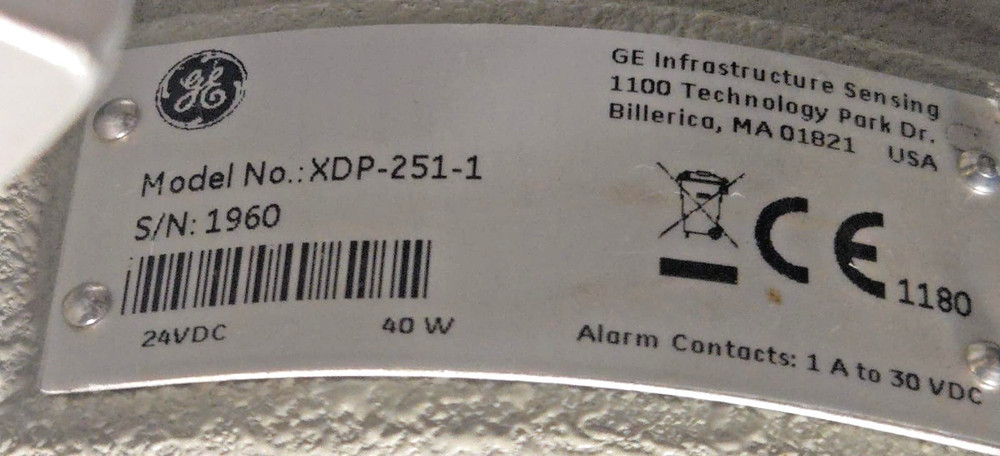 GE
Model No.: XDP-251-1
S/N: 1960
24VDC 40 W
GE Infrastructure Sensing
1100 Technology Park Dr.
Billerica, MA 01821 USA
CE 1180
Alarm Contacts: 1 A to 30 VDC